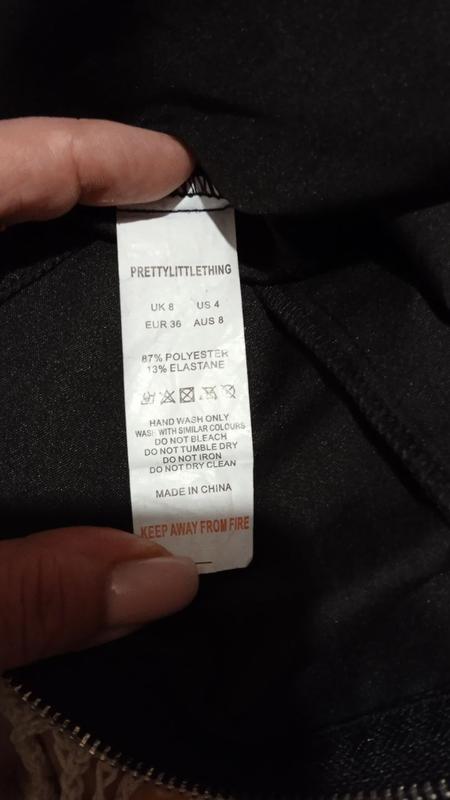 PRETTYLITTLETHING
UK 8 US 4
EUR 36 AUS 8
87% POLYESTER
13% ELASTANE
HAND WASH ONLY
WASH WITH SIMILAR COLOURS
DO NOT BLEACH
DO NOT TUMBLE DRY
DO NOT IRON
DO NOT DRY CLEAN
MADE IN CHINA
KEEP AWAY FROM FIRE